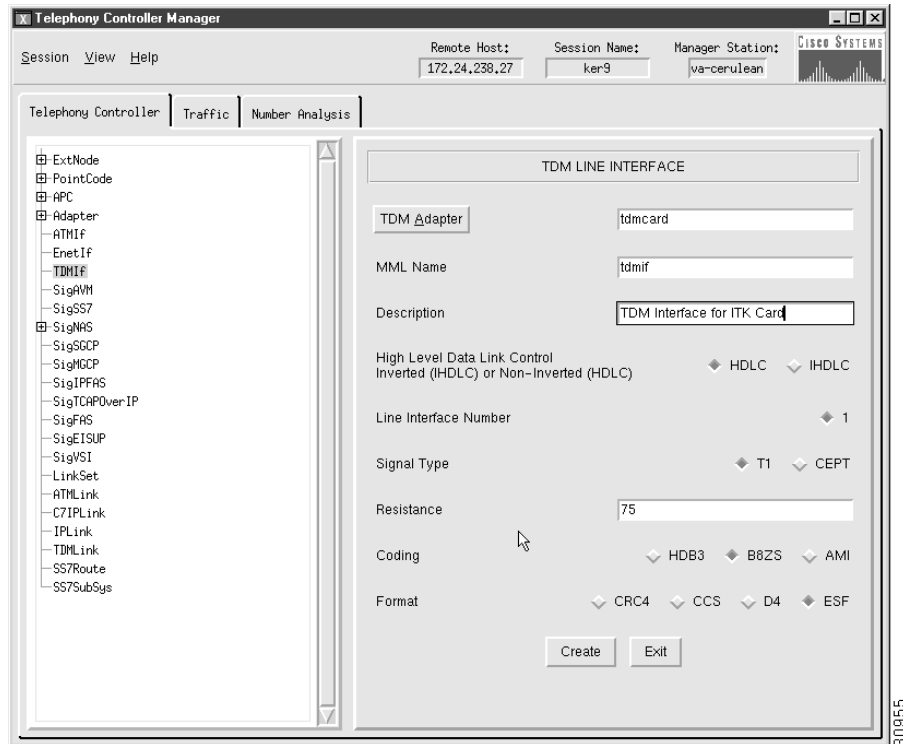 X Telephony Controller Manager
Session View Help
Remote Host: Session Name: Manager Station:
172.24.238.27 ker9 va-cerulean
CISCO SYSTEMS
Telephony Controller Traffic Number Analysis
ExtNode
PointCode
APC
Adapter
ATMIf
EnetIf
TDMIf
SigAVM
SigSS7
SigNAS
SigSGCP
SigMGCP
SigIPFAS
SigTCAPOverIP
SigFAS
SigEISUP
SigVSI
LinkSet
ATMLink
C7IPLink
IPLink
TDMLink
SS7Route
SS7SubSys
TDM LINE INTERFACE
TDM Adapter tdmcard
MML Name tdmif
Description TDM Interface for ITK Card
High Level Data Link Control
Inverted (IHDLC) or Non-Inverted (HDLC) HDLC IHDLC
Line Interface Number 1
Signal Type T1 CEPT
Resistance 75
Coding HDB3 B8ZS AMI
Format CRC4 CCS D4 ESF
Create Exit
30955